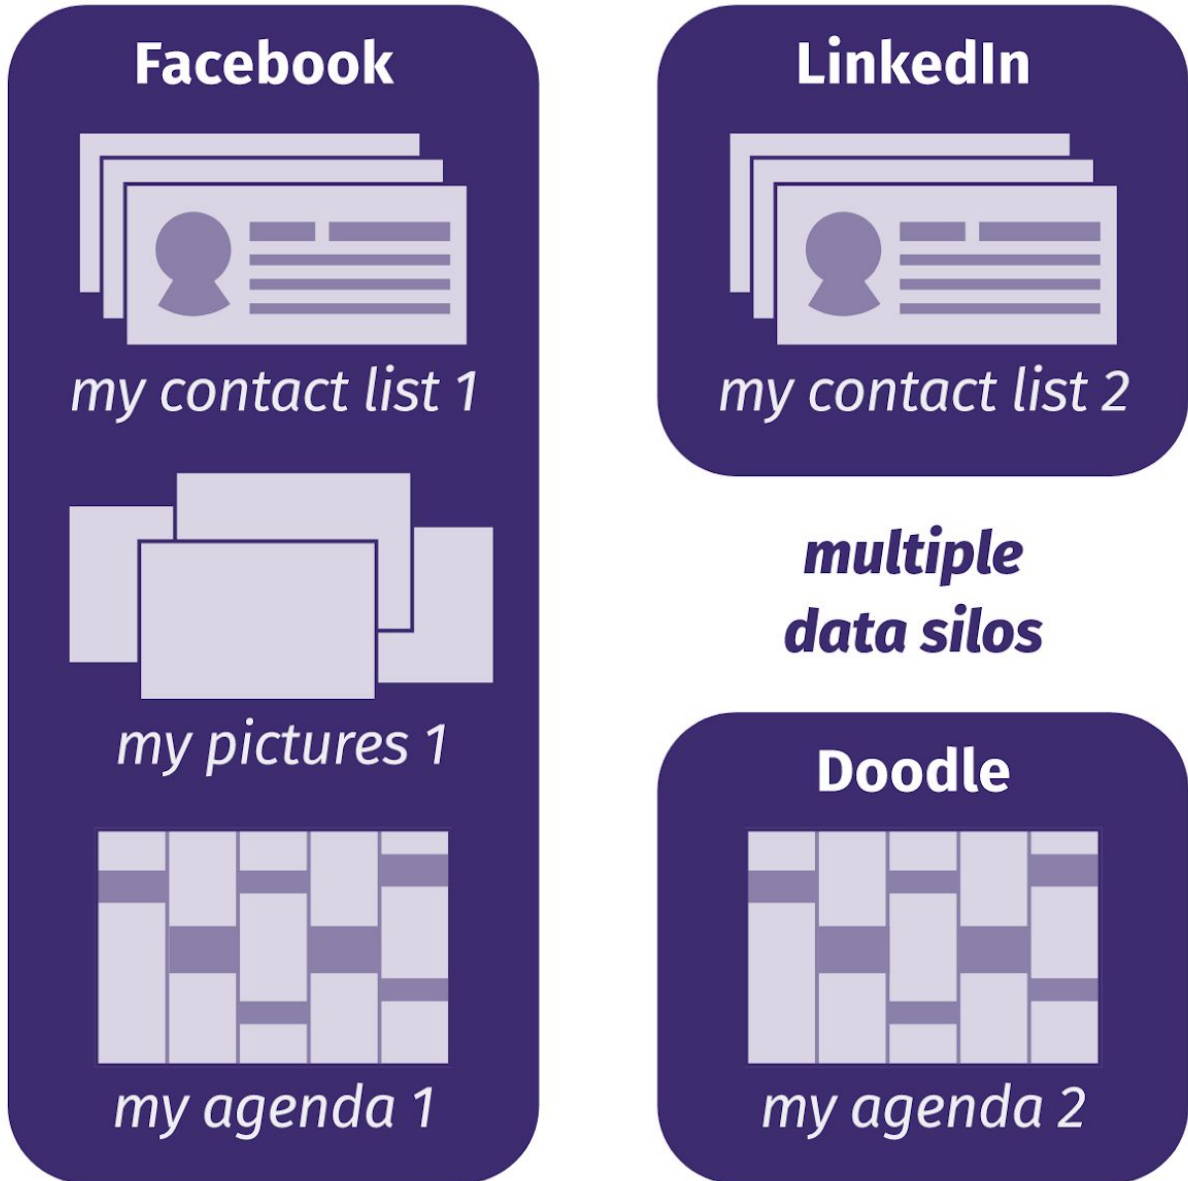 Facebook
my contact list 1
my pictures 1
my agenda 1
LinkedIn
my contact list 2
multiple
data silos
Doodle
my agenda 2